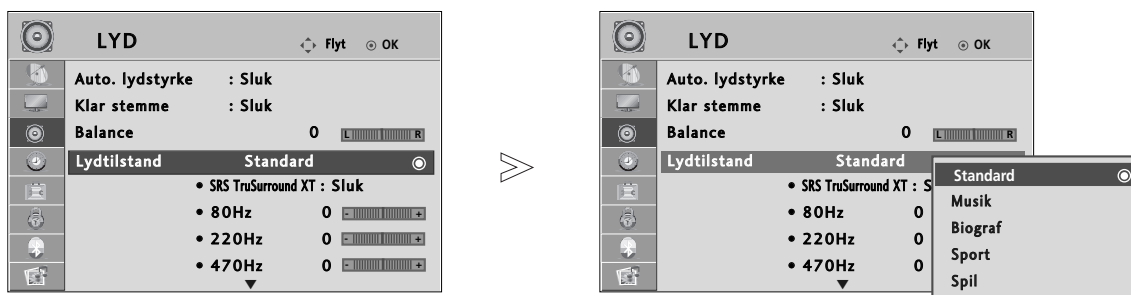 LYD Flyt OK
Auto. lydstyrke : Sluk
Klar stemme : Sluk
Balance 0 L R
Lydtilstand Standard
• SRS TruSurround XT : Sluk
• 80Hz 0 - +
• 220Hz 0 - +
• 470Hz 0 - +
LYD Flyt OK
Auto. lydstyrke : Sluk
Klar stemme : Sluk
Balance 0 L R
Lydtilstand Standard
• SRS TruSurround XT : S
• 80Hz 0
• 220Hz 0
• 470Hz 0
Standard
Musik
Biograf
Sport
Spil